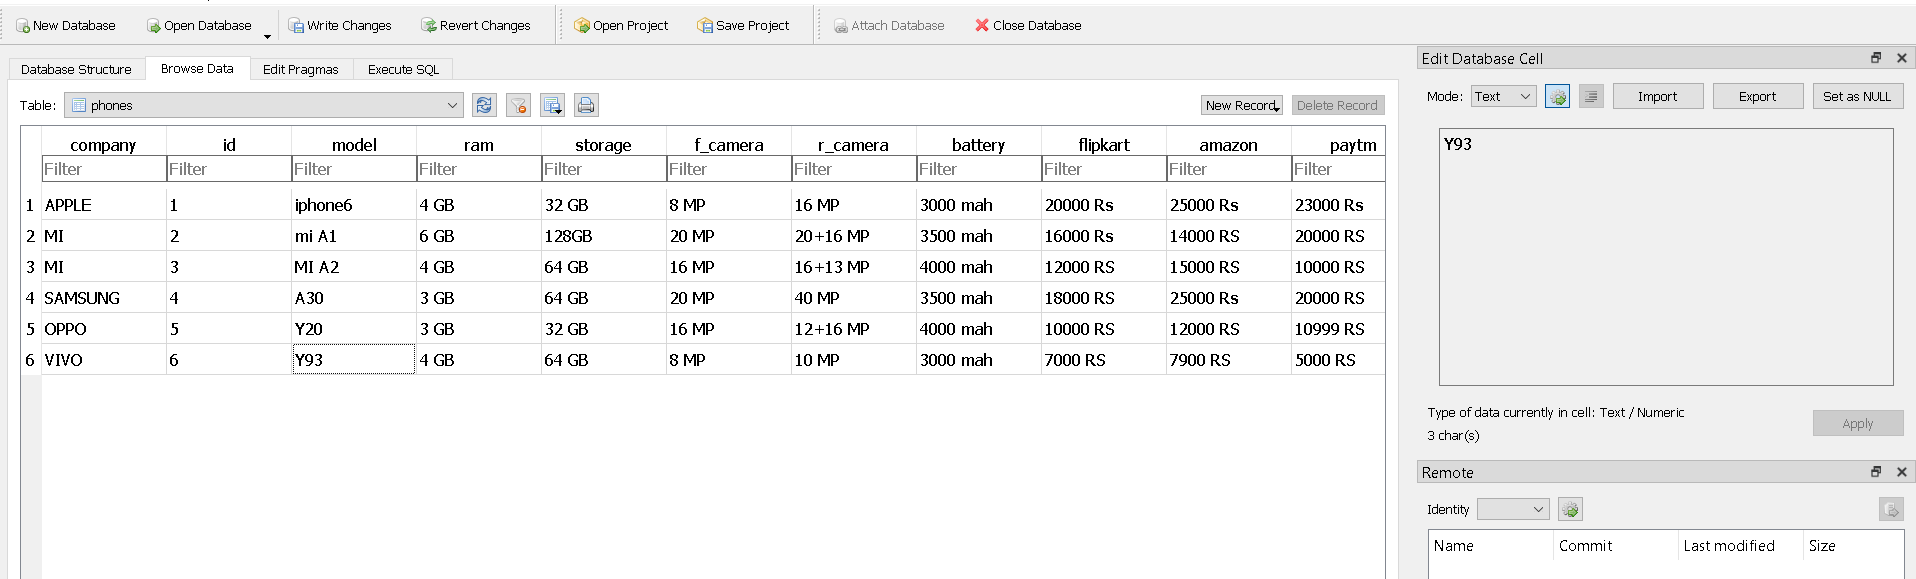 New Database Open Database Write Changes Revert Changes Open Project Save Project Attach Database Close Database
Database Structure Browse Data Edit Pragmas Execute SQL
Table: phones New Record Delete Record
company id model ram storage f_camera r_camera battery flipkart amazon paytm
Filter Filter Filter Filter Filter Filter Filter Filter Filter Filter Filter
1 APPLE 1 iphone6 4 GB 32 GB 8 MP 16 MP 3000 mah 20000 Rs 25000 Rs 23000 Rs
2 MI 2 mi A1 6 GB 128GB 20 MP 20+16 MP 3500 mah 16000 Rs 14000 RS 20000 RS
3 MI 3 MI A2 4 GB 64 GB 16 MP 16+13 MP 4000 mah 12000 RS 15000 RS 10000 RS
4 SAMSUNG 4 A30 3 GB 64 GB 20 MP 40 MP 3500 mah 18000 RS 25000 Rs 20000 RS
5 OPPO 5 Y20 3 GB 32 GB 16 MP 12+16 MP 4000 mah 10000 RS 12000 RS 10999 RS
6 VIVO 6 Y93 4 GB 64 GB 8 MP 10 MP 3000 mah 7000 RS 7900 RS 5000 RS
Edit Database Cell
Mode: Text Import Export Set as NULL
Y93
Type of data currently in cell: Text / Numeric
3 char(s)
Apply
Remote
Identity
Name Commit Last modified Size